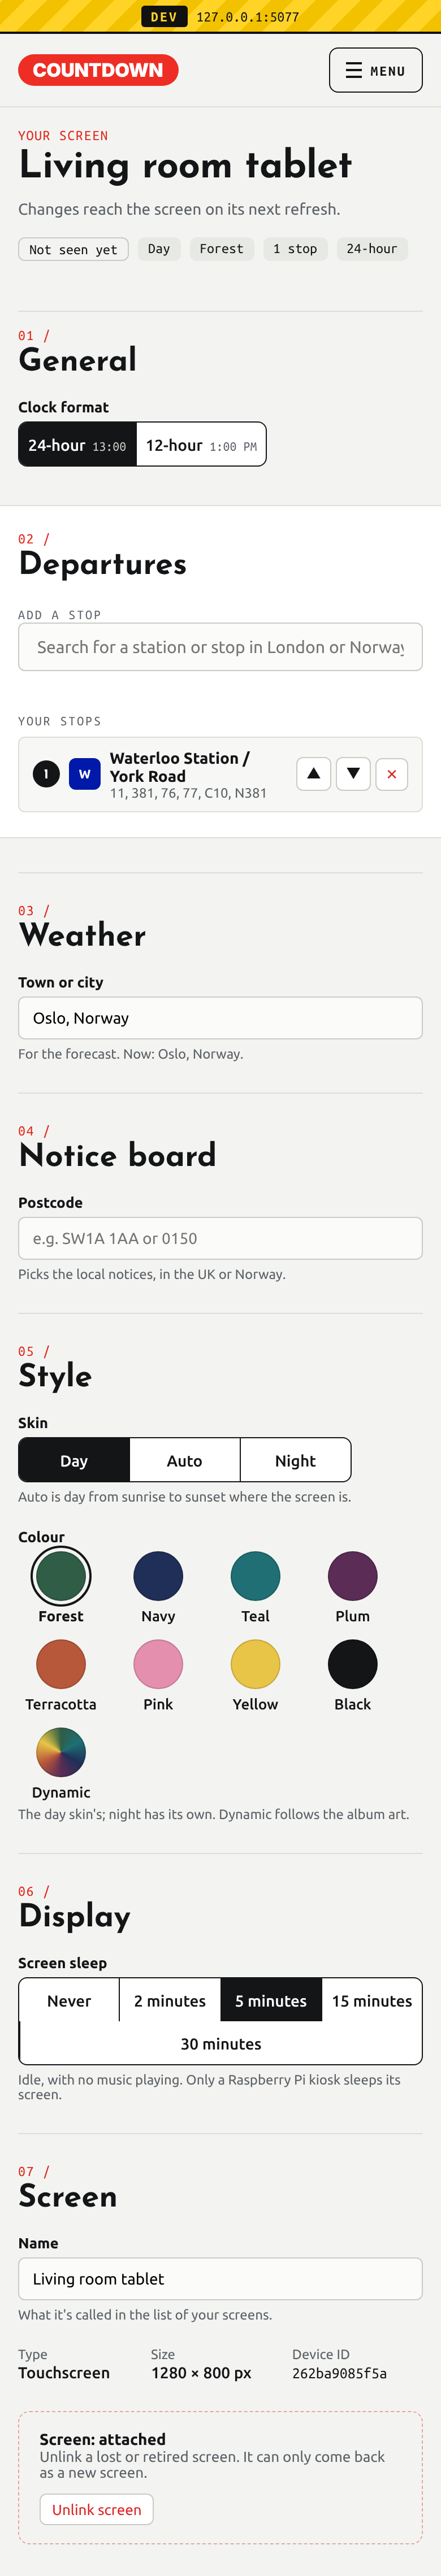 DEV 127.0.0.1:5077
COUNTDOWN
MENU
YOUR SCREEN
Living room tablet
Changes reach the screen on its next refresh.
Not seen yet Day Forest 1 stop 24-hour
01 /
General
Clock format
24-hour 13:00 12-hour 1:00 PM
02 /
Departures
ADD A STOP
Search for a station or stop in London or Norway
YOUR STOPS
1 W Waterloo Station /
York Road
11, 381, 76, 77, C10, N381
03 /
Weather
Town or city
Oslo, Norway
For the forecast. Now: Oslo, Norway.
04 /
Notice board
Postcode
e.g. SW1A 1AA or 0150
Picks the local notices, in the UK or Norway.
05 /
Style
Skin
Day Auto Night
Auto is day from sunrise to sunset where the screen is.
Colour
Forest Navy Teal Plum
Terracotta Pink Yellow Black
Dynamic
The day skin's; night has its own. Dynamic follows the album art.
06 /
Display
Screen sleep
Never 2 minutes 5 minutes 15 minutes
30 minutes
Idle, with no music playing. Only a Raspberry Pi kiosk sleeps its
screen.
07 /
Screen
Name
Living room tablet
What it's called in the list of your screens.
Type Size Device ID
Touchscreen 1280 × 800 px 262ba9085f5a
Screen: attached
Unlink a lost or retired screen. It can only come back
as a new screen.
Unlink screen